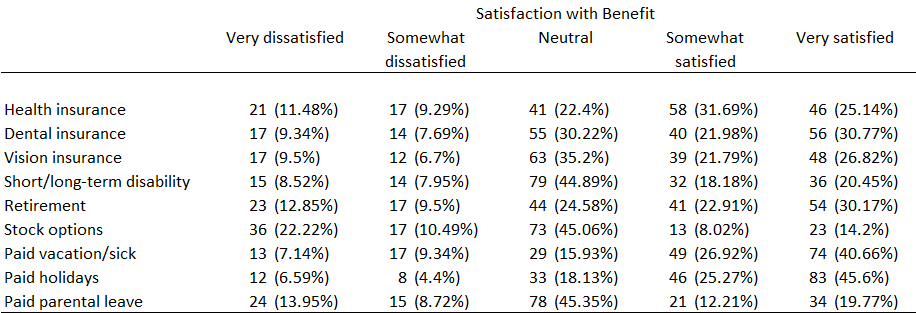 Satisfaction with Benefit
Very dissatisfied Somewhat dissatisfied Neutral Somewhat satisfied Very satisfied
Health insurance 21 (11.48%) 17 (9.29%) 41 (22.4%) 58 (31.69%) 46 (25.14%)
Dental insurance 17 (9.34%) 14 (7.69%) 55 (30.22%) 40 (21.98%) 56 (30.77%)
Vision insurance 17 (9.5%) 12 (6.7%) 63 (35.2%) 39 (21.79%) 48 (26.82%)
Short/long-term disability 15 (8.52%) 14 (7.95%) 79 (44.89%) 32 (18.18%) 36 (20.45%)
Retirement 23 (12.85%) 17 (9.5%) 44 (24.58%) 41 (22.91%) 54 (30.17%)
Stock options 36 (22.22%) 17 (10.49%) 73 (45.06%) 13 (8.02%) 23 (14.2%)
Paid vacation/sick 13 (7.14%) 17 (9.34%) 29 (15.93%) 49 (26.92%) 74 (40.66%)
Paid holidays 12 (6.59%) 8 (4.4%) 33 (18.13%) 46 (25.27%) 83 (45.6%)
Paid parental leave 24 (13.95%) 15 (8.72%) 78 (45.35%) 21 (12.21%) 34 (19.77%)